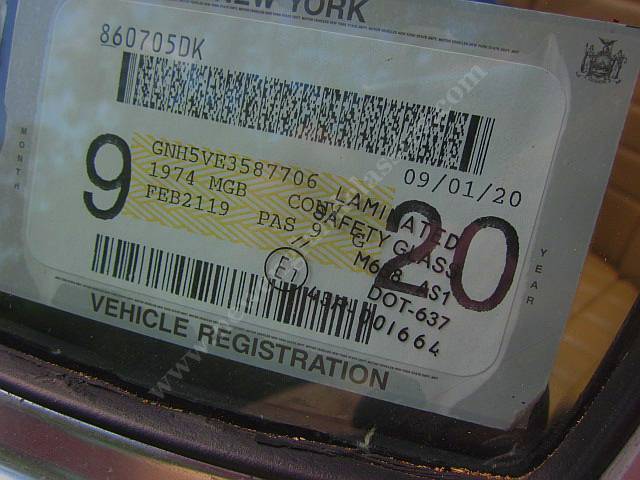 NEW YORK
860705DK
MONTH
9
GNH5VE3587706
09/01/20
1974 MGB
FEB2119 PAS 9 G
20
LAMINATED
SAFETY GLASS
AS1
DOT-637
E1
YEAR
VEHICLE REGISTRATION